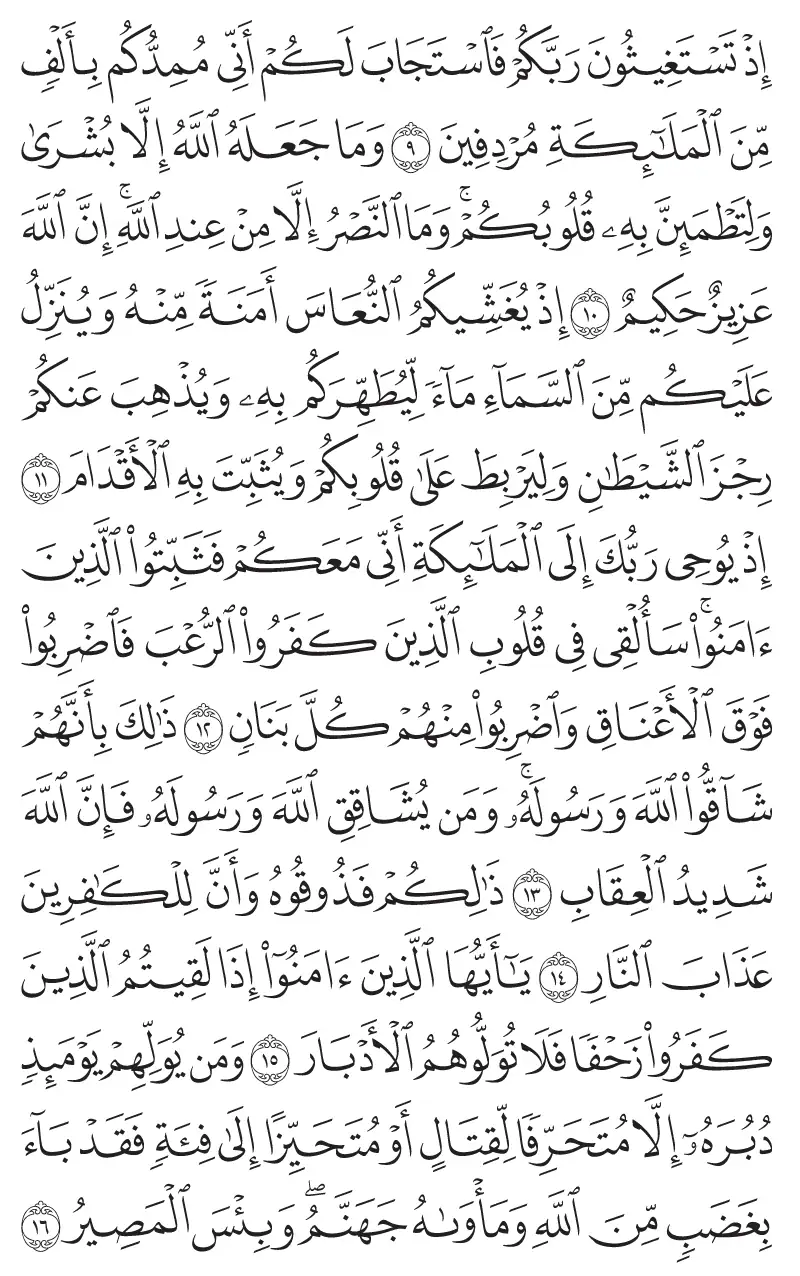 إِذۡ تَسۡتَغِيثُونَ رَبَّكُمۡ فَٱسۡتَجَابَ لَكُمۡ أَنِّي مُمِدُّكُم بِأَلۡفٖ
مِّنَ ٱلۡمَلَٰٓئِكَةِ مُرۡدِفِينَ ٩ وَمَا جَعَلَهُ ٱللَّهُ إِلَّا بُشۡرَىٰ
وَلِتَطۡمَئِنَّ بِهِۦ قُلُوبُكُمۡۚ وَمَا ٱلنَّصۡرُ إِلَّا مِنۡ عِندِ ٱللَّهِۚ إِنَّ ٱللَّهَ
عَزِيزٌ حَكِيمٌ ١٠ إِذۡ يُغَشِّيكُمُ ٱلنُّعَاسَ أَمَنَةٗ مِّنۡهُ وَيُنَزِّلُ
عَلَيۡكُم مِّنَ ٱلسَّمَآءِ مَآءٗ لِّيُطَهِّرَكُم بِهِۦ وَيُذۡهِبَ عَنكُمۡ
رِجۡزَ ٱلشَّيۡطَٰنِ وَلِيَرۡبِطَ عَلَىٰ قُلُوبِكُمۡ وَيُثَبِّتَ بِهِ ٱلۡأَقۡدَامَ ١١
إِذۡ يُوحِي رَبُّكَ إِلَى ٱلۡمَلَٰٓئِكَةِ أَنِّي مَعَكُمۡ فَثَبِّتُواْ ٱلَّذِينَ
ءَامَنُواْۚ سَأُلۡقِي فِي قُلُوبِ ٱلَّذِينَ كَفَرُواْ ٱلرُّعۡبَ فَٱضۡرِبُواْ
فَوۡقَ ٱلۡأَعۡنَاقِ وَٱضۡرِبُواْ مِنۡهُمۡ كُلَّ بَنَانٖ ١٢ ذَٰلِكَ بِأَنَّهُمۡ
شَآقُّواْ ٱللَّهَ وَرَسُولَهُۥۚ وَمَن يُشَاقِقِ ٱللَّهَ وَرَسُولَهُۥ فَإِنَّ ٱللَّهَ
شَدِيدُ ٱلۡعِقَابِ ١٣ ذَٰلِكُمۡ فَذُوقُوهُ وَأَنَّ لِلۡكَٰفِرِينَ
عَذَابَ ٱلنَّارِ ١٤ يَٰٓأَيُّهَا ٱلَّذِينَ ءَامَنُوٓاْ إِذَا لَقِيتُمُ ٱلَّذِينَ
كَفَرُواْ زَحۡفٗا فَلَا تُوَلُّوهُمُ ٱلۡأَدۡبَارَ ١٥ وَمَن يُوَلِّهِمۡ يَوۡمَئِذٖ
دُبُرَهُۥٓ إِلَّا مُتَحَرِّفٗا لِّقِتَالٍ أَوۡ مُتَحَيِّزًا إِلَىٰ فِئَةٖ فَقَدۡ بَآءَ
بِغَضَبٖ مِّنَ ٱللَّهِ وَمَأۡوَىٰهُ جَهَنَّمُۖ وَبِئۡسَ ٱلۡمَصِيرُ ١٦